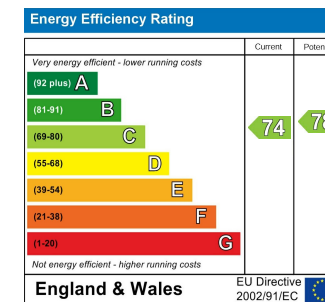 Energy Efficiency Rating
Current
Very energy efficient - lower running costs
(92 plus) A
(81-91) B
(69-80) C
74
(55-68) D
(39-54) E
(21-38) F
(1-20) G
Not energy efficient - higher running costs
England & Wales
EU Directive
2002/91/EC